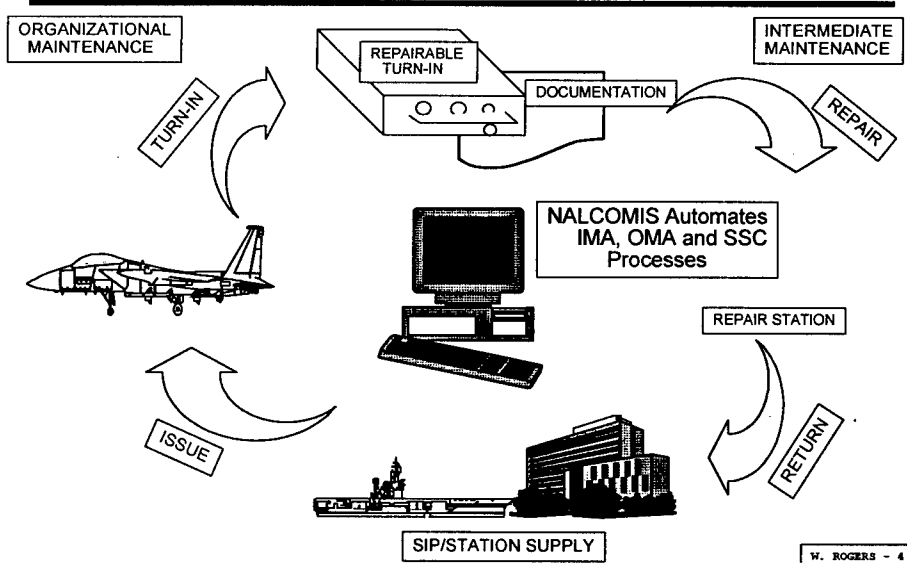 ORGANIZATIONAL
MAINTENANCE
REPAIRABLE
TURN-IN
DOCUMENTATION
INTERMEDIATE
MAINTENANCE
TURN-IN
REPAIR
NALCOMIS Automates
IMA, OMA and SSC
Processes
REPAIR STATION
ISSUE
RETURN
SIP/STATION SUPPLY
W. ROGERS - 4